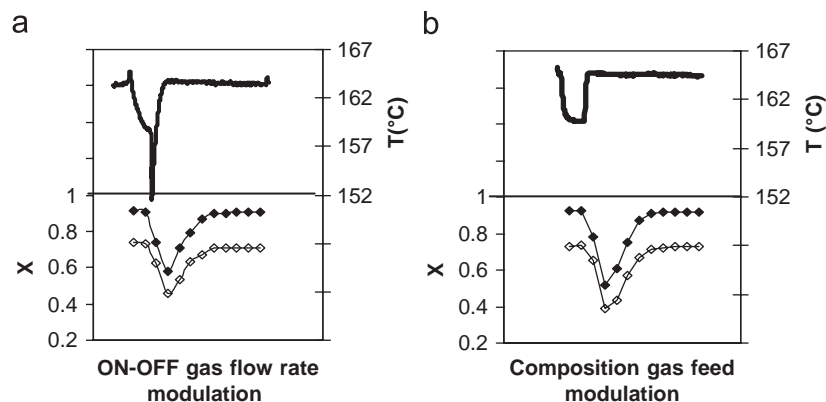 a
167
162
157
152
T(°C)
1
0.8
0.6
0.4
0.2
X
ON-OFF gas flow rate
modulation
b
167
162
157
152
T (°C)
1
0.8
0.6
0.4
0.2
X
Composition gas feed
modulation